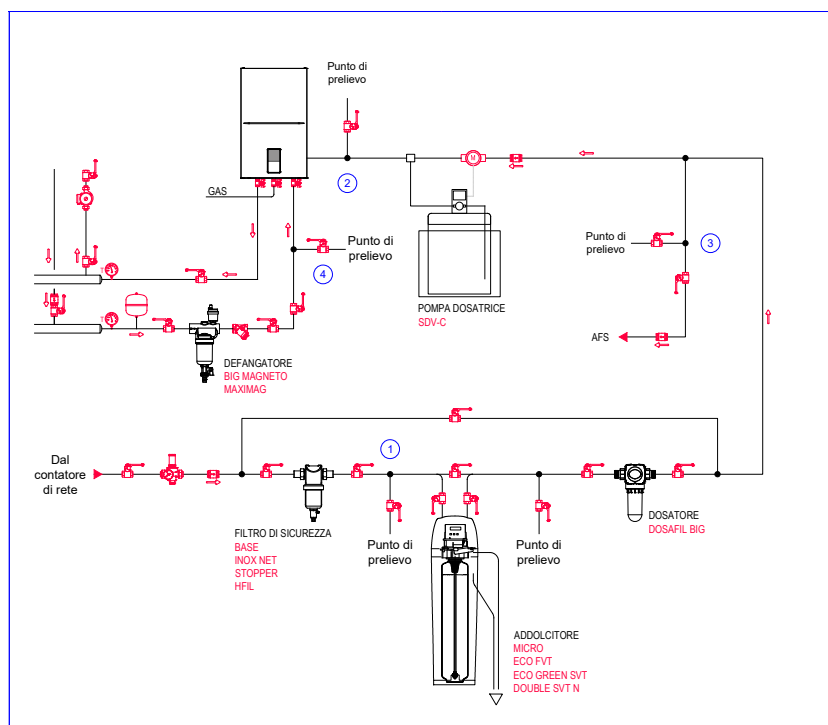 Punto di
prelievo
GAS
2
M
Punto di
prelievo
4
Punto di
prelievo
3
POMPA DOSATRICE
SDV-C
T
T
AFS
DEFANGATORE
BIG MAGNETO
MAXIMAG
1
Dal
contatore
di rete
FILTRO DI SICUREZZA
BASE
INOX NET
STOPPER
HFIL
Punto di
prelievo
Punto di
prelievo
DOSATORE
DOSAFIL BIG
ADDOLCITORE
MICRO
ECO FVT
ECO GREEN SVT
DOUBLE SVT N